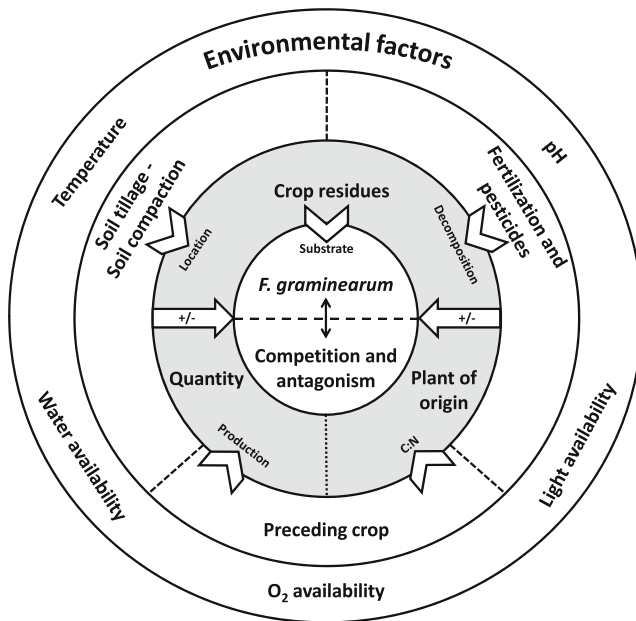 Environmental factors
Temperature
pH
Soil tillage -
Soil compaction
Fertilization and
pesticides
Crop residues
Location
Substrate
Decomposition
F. graminearum
+/-
+/-
Competition and
antagonism
Quantity
Plant of
origin
Production
C:N
Water availability
Light availability
Preceding crop
O₂ availability